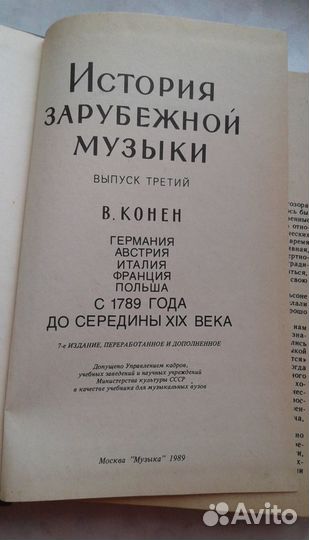 История
зарубежной
музыки
ВЫПУСК ТРЕТИЙ
В. КОНЕН
ГЕРМАНИЯ
АВСТРИЯ
ИТАЛИЯ
ФРАНЦИЯ
ПОЛЬША
С 1789 ГОДА
ДО СЕРЕДИНЫ XIX ВЕКА
7-е ИЗДАНИЕ, ПЕРЕРАБОТАННОЕ И ДОПОЛНЕННОЕ
Допущено Управлением кадров,
учебных заведений и научных учреждений
Министерства культуры СССР
в качестве учебника для музыкальных вузов
Москва "Музыка" 1989
Avito